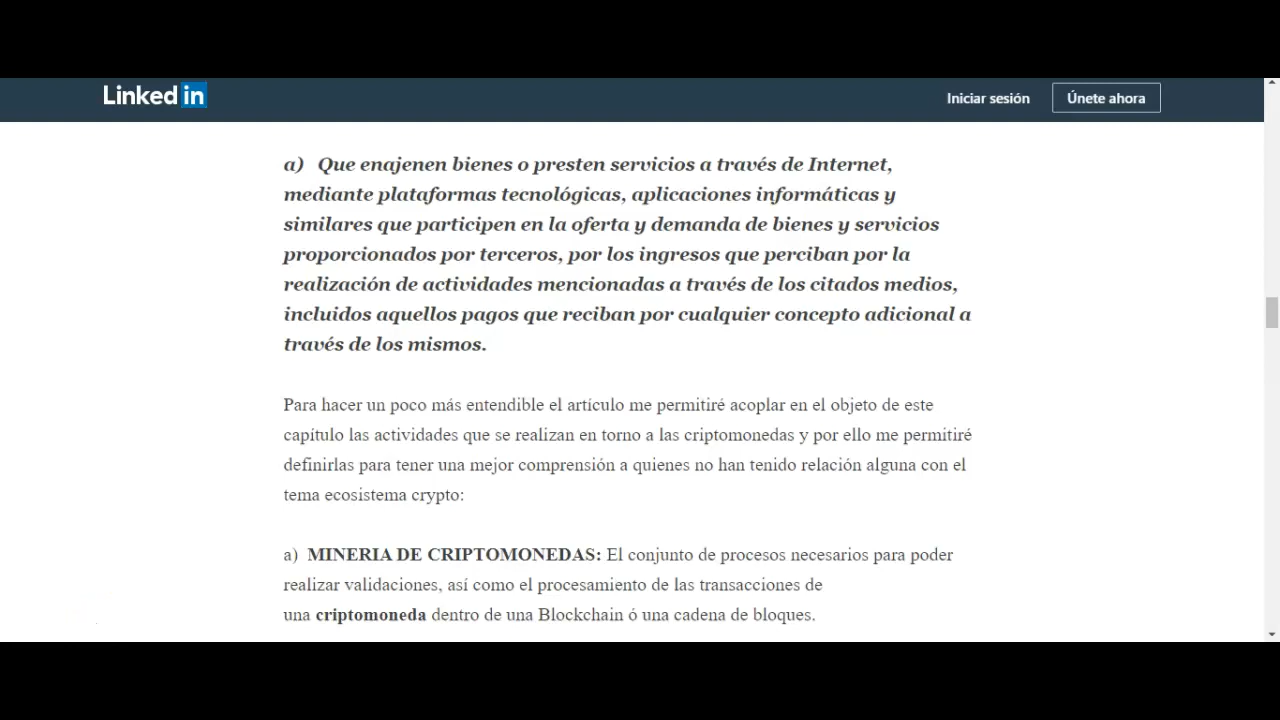 Linked in
Iniciar sesión
Únete ahora
a) Que enajenen bienes o presten servicios a través de Internet,
mediante plataformas tecnológicas, aplicaciones informáticas y
similares que participen en la oferta y demanda de bienes y servicios
proporcionados por terceros, por los ingresos que perciban por la
realización de actividades mencionadas a través de los citados medios,
incluidos aquellos pagos que reciban por cualquier concepto adicional a
través de los mismos.
Para hacer un poco más entendible el artículo me permitiré acoplar en el objeto de este
capítulo las actividades que se realizan en torno a las criptomonedas y por ello me permitiré
definirlas para tener una mejor comprensión a quienes no han tenido relación alguna con el
tema ecosistema crypto:
a) MINERIA DE CRIPTOMONEDAS: El conjunto de procesos necesarios para poder
realizar validaciones, así como el procesamiento de las transacciones de
una criptomoneda dentro de una Blockchain ó una cadena de bloques.